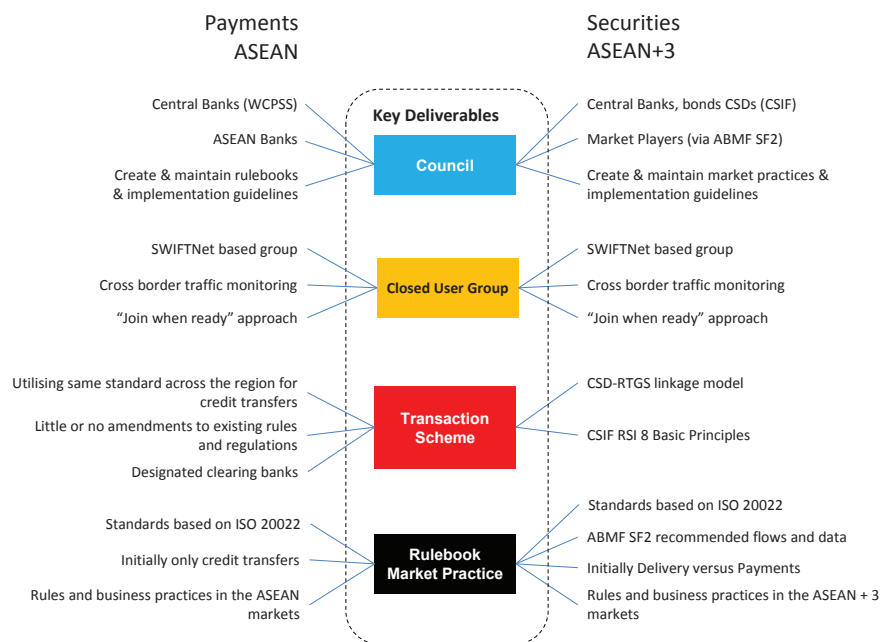 Payments
ASEAN
Securities
ASEAN+3
Key Deliverables
Central Banks (WCPSS)
ASEAN Banks
Create & maintain rulebooks
& implementation guidelines
Council
Central Banks, bonds CSDs (CSIF)
Market Players (via ABMF SF2)
Create & maintain market practices &
implementation guidelines
SWIFTNet based group
Cross border traffic monitoring
“Join when ready” approach
Closed User Group
SWIFTNet based group
Cross border traffic monitoring
“Join when ready” approach
Utilising same standard across the region for
credit transfers
Little or no amendments to existing rules
and regulations
Designated clearing banks
Transaction
Scheme
CSD-RTGS linkage model
CSIF RSI 8 Basic Principles
Standards based on ISO 20022
Initially only credit transfers
Rules and business practices in the ASEAN
markets
Rulebook
Market Practice
Standards based on ISO 20022
ABMF SF2 recommended flows and data
Initially Delivery versus Payments
Rules and business practices in the ASEAN + 3
markets